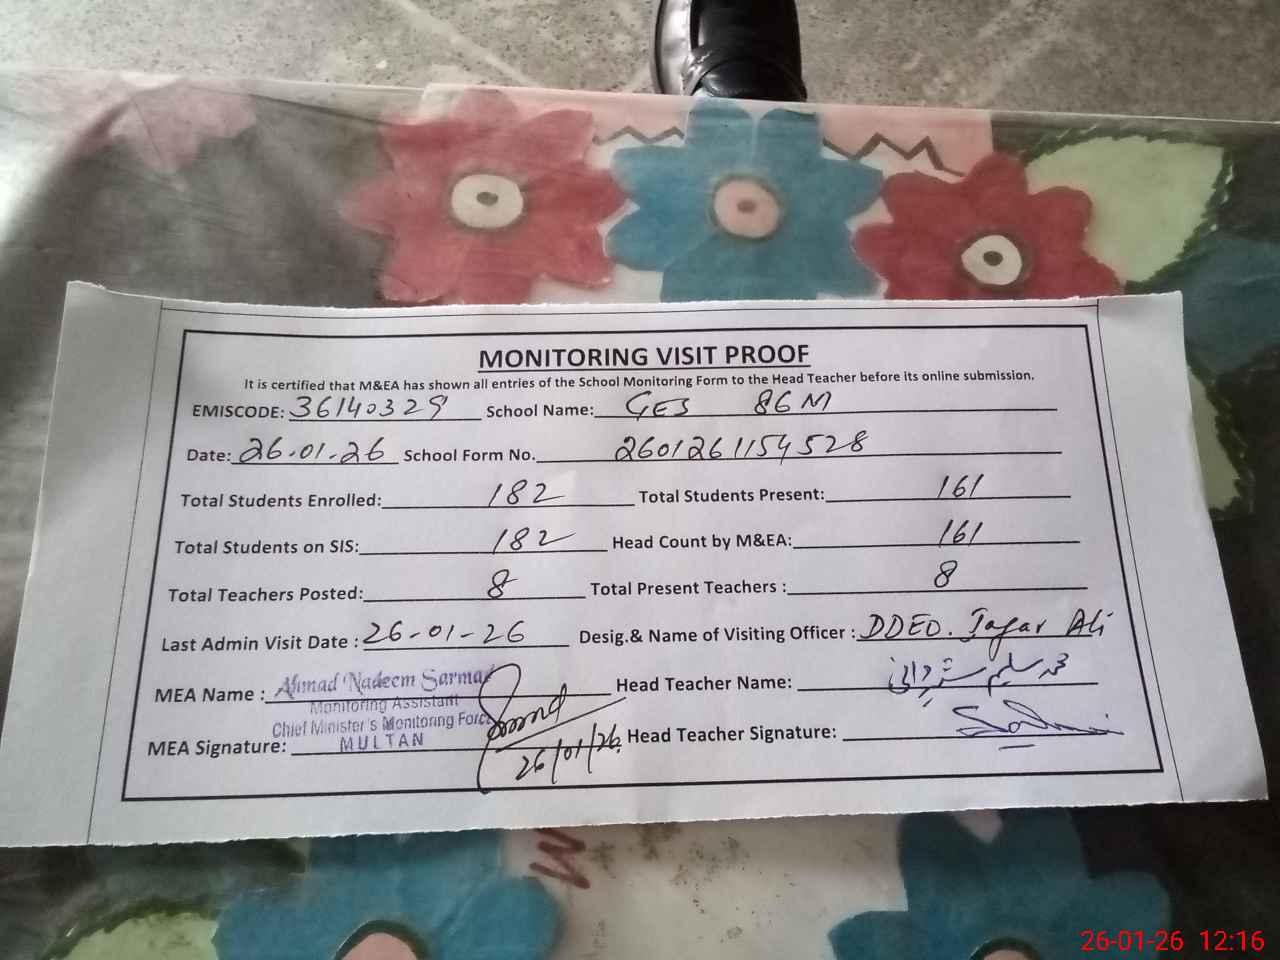 MONITORING VISIT PROOF
It is certified that M&EA has shown all entries of the School Monitoring Form to the Head Teacher before its online submission.
EMISCODE: 36140329 School Name: GES 86M
Date: 26-01-26 School Form No. 2601261154528
Total Students Enrolled: 182 Total Students Present: 161
Total Students on SIS: 182 Head Count by M&EA: 161
Total Teachers Posted: 8 Total Present Teachers : 8
Last Admin Visit Date : 26-01-26 Desig.& Name of Visiting Officer : DDEO. Ali
MEA Name : Ahmad Nadeem Sarmad Head Teacher Name: محمد سلیم
Monitoring Assistant
Chief Minister's Monitoring Force
MEA Signature: MULTAN 26/01/26 Head Teacher Signature:
26-01-26 12:16